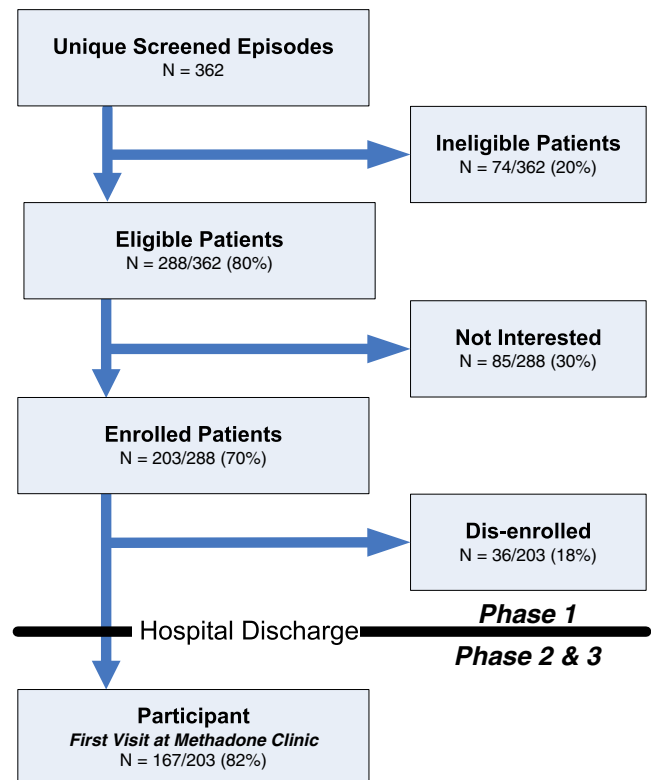 Unique Screened Episodes
N = 362
Ineligible Patients
N = 74/362 (20%)
Eligible Patients
N = 288/362 (80%)
Not Interested
N = 85/288 (30%)
Enrolled Patients
N = 203/288 (70%)
Dis-enrolled
N = 36/203 (18%)
Phase 1
Hospital Discharge
Phase 2 & 3
Participant
First Visit at Methadone Clinic
N = 167/203 (82%)